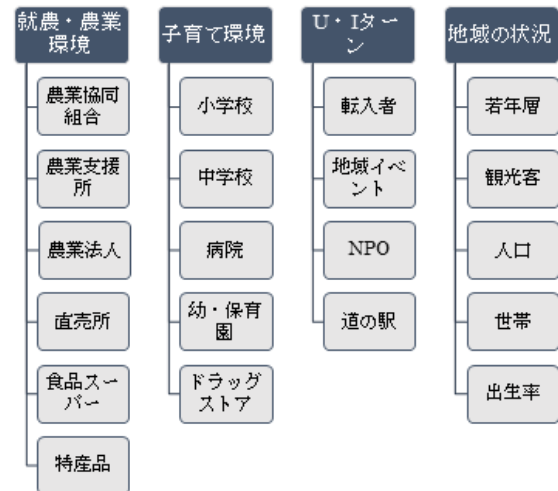 就農・農業
環境
農業協同
組合
農業支援
所
農業法人
直売所
食品スー
パー
特産品
子育て環境
小学校
中学校
病院
幼・保育
園
ドラッグ
ストア
U・Iター
ン
転入者
地域イベ
ント
NPO
道の駅
地域の状況
若年層
観光客
人口
世帯
出生率